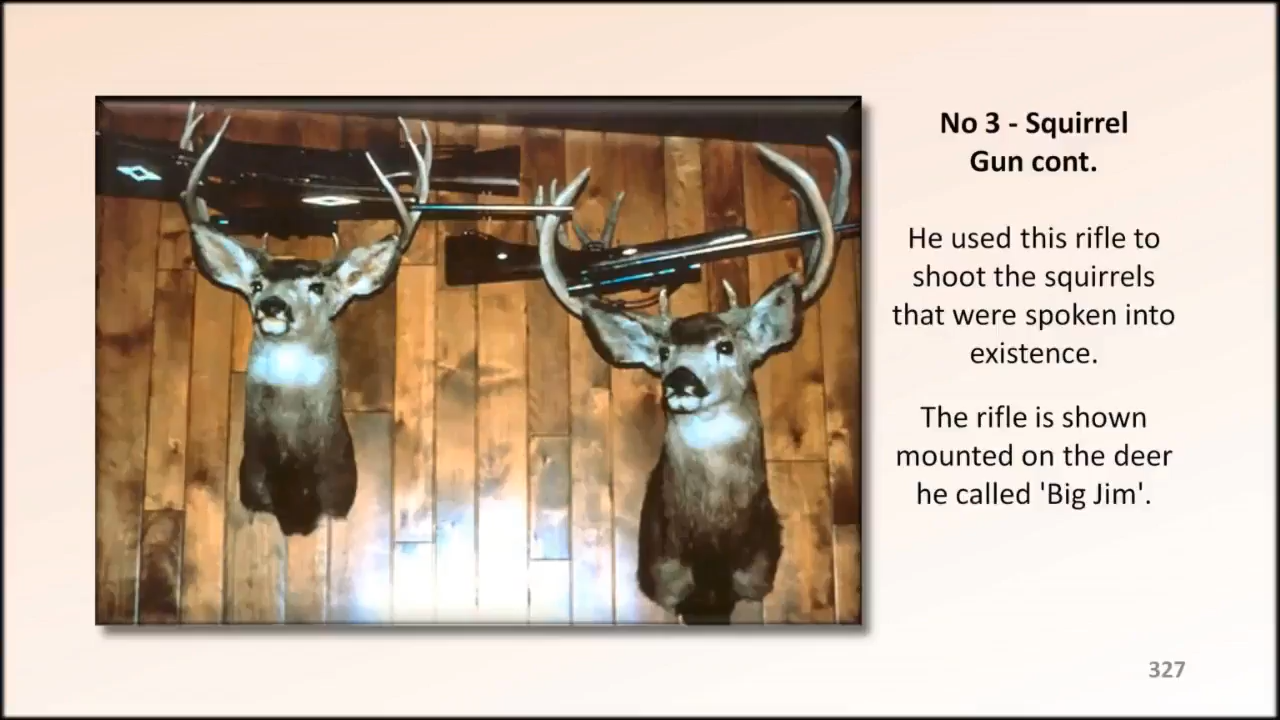 No 3 - Squirrel
Gun cont.
He used this rifle to
shoot the squirrels
that were spoken into
existence.
The rifle is shown
mounted on the deer
he called 'Big Jim'.
327